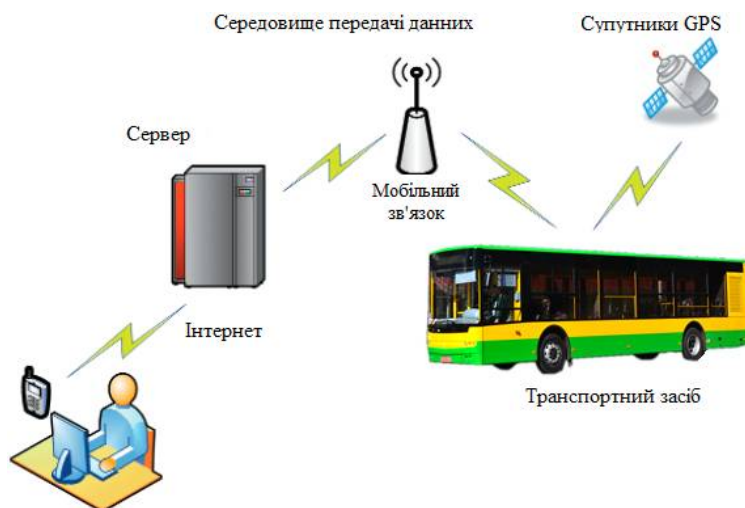 Середовище передачі данних
Супутники GPS
Сервер
Мобільний
зв'язок
Інтернет
Транспортний засіб